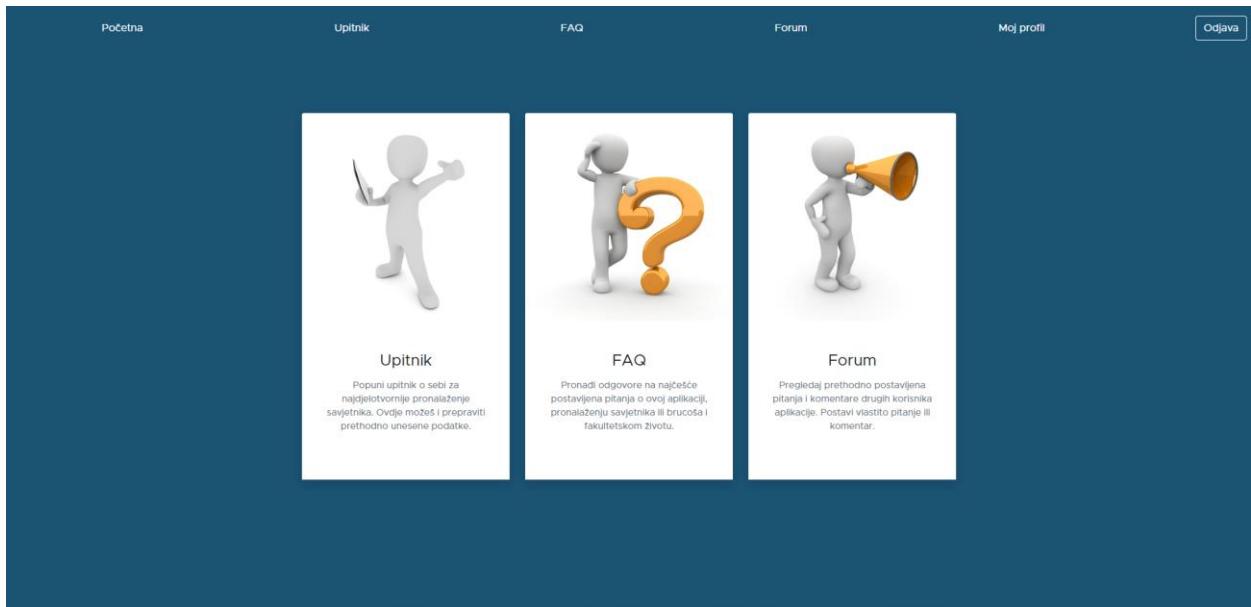 Početna
Upitnik
FAQ
Forum
Moj profil
Odjava
Upitnik
Popuni upitnik o sebi za
najdjelotvornije pronalaženje
savjetnika. Ovdje možeš i prepraviti
prethodno unesene podatke.
FAQ
Pronađi odgovore na najčešće
postavljena pitanja o ovoj aplikaciji,
pronalaženju savjetnika ili brucoša i
fakultetskom životu.
Forum
Pregledaj prethodno postavljena
pitanja i komentare drugih korisnika
aplikacije. Postavi vlastito pitanje ili
komentar.